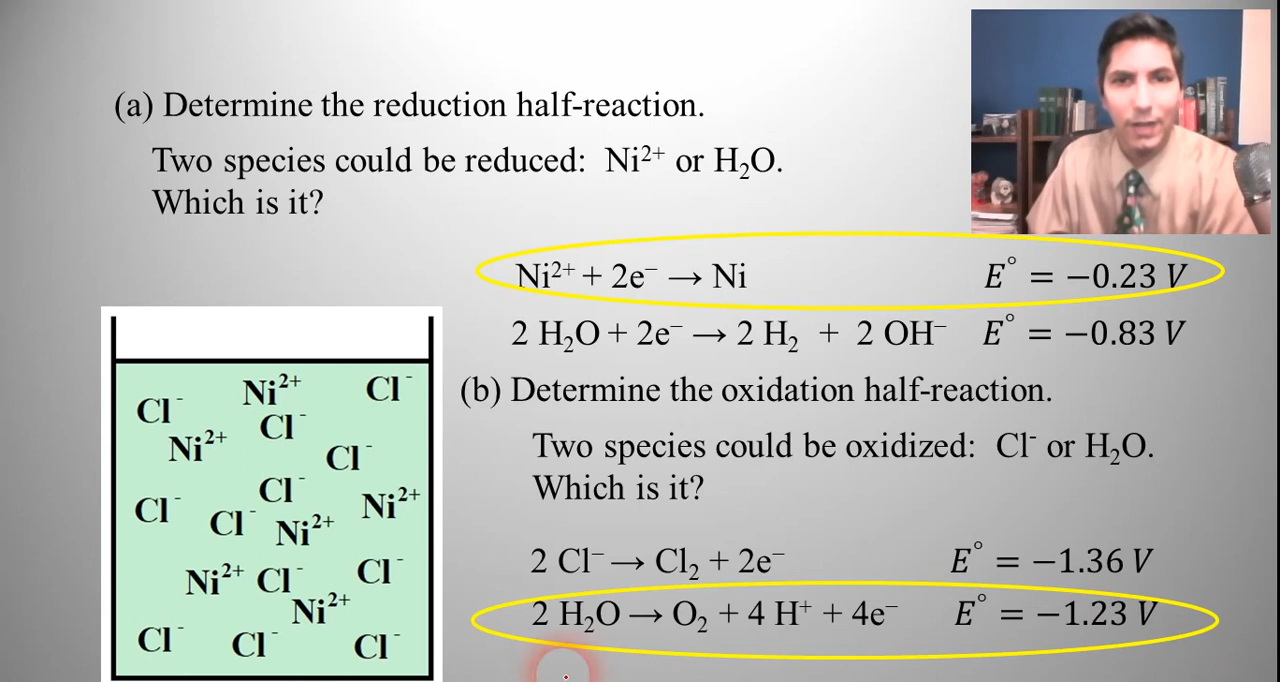 (a) Determine the reduction half-reaction.
Two species could be reduced: Ni²⁺ or H₂O.
Which is it?
Ni²⁺ + 2e⁻ → Ni E° = −0.23 V
2 H₂O + 2e⁻ → 2 H₂ + 2 OH⁻ E° = −0.83 V
(b) Determine the oxidation half-reaction.
Two species could be oxidized: Cl⁻ or H₂O.
Which is it?
2 Cl⁻ → Cl₂ + 2e⁻ E° = −1.36 V
2 H₂O → O₂ + 4 H⁺ + 4e⁻ E° = −1.23 V
Cl⁻ Ni²⁺ Cl⁻
Ni²⁺ Cl⁻
Cl⁻
Cl⁻ Cl⁻ Ni²⁺
Cl⁻ Ni²⁺
Ni²⁺ Cl⁻ Cl⁻
Ni²⁺
Cl⁻ Cl⁻ Cl⁻